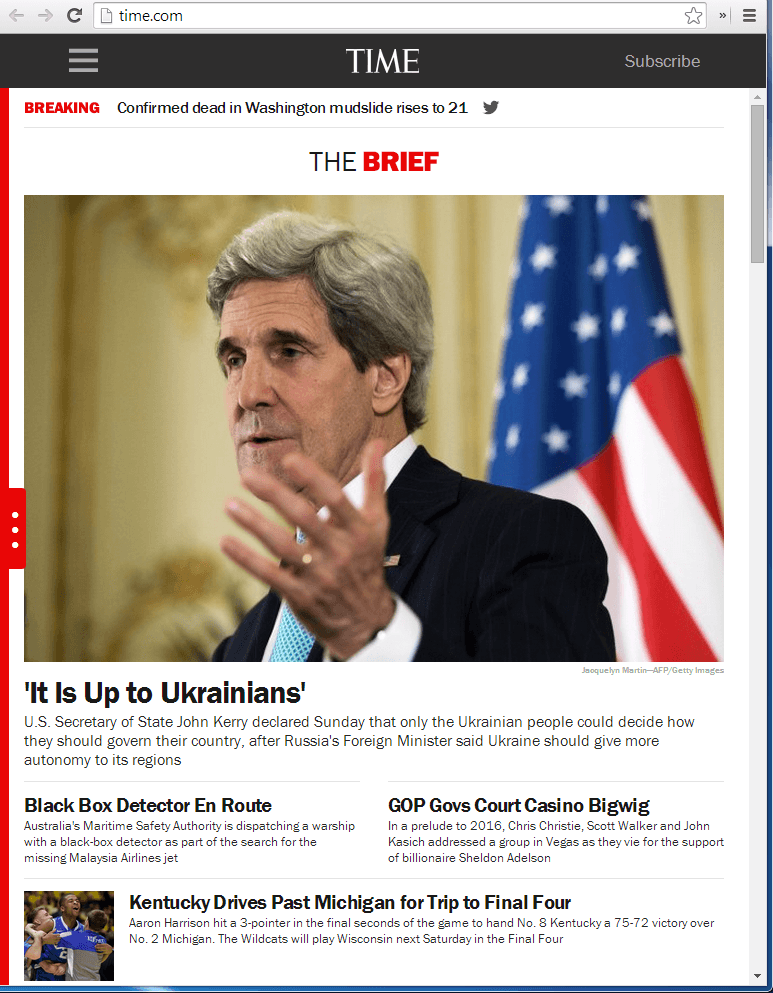 time.com
»
TIME
Subscribe
BREAKING Confirmed dead in Washington mudslide rises to 21
THE BRIEF
Jacquelyn Martin—AFP/Getty Images
'It Is Up to Ukrainians'
U.S. Secretary of State John Kerry declared Sunday that only the Ukrainian people could decide how
they should govern their country, after Russia's Foreign Minister said Ukraine should give more
autonomy to its regions
Black Box Detector En Route
Australia's Maritime Safety Authority is dispatching a warship
with a black-box detector as part of the search for the
missing Malaysia Airlines jet
GOP Govs Court Casino Bigwig
In a prelude to 2016, Chris Christie, Scott Walker and John
Kasich addressed a group in Vegas as they vie for the support
of billionaire Sheldon Adelson
Kentucky Drives Past Michigan for Trip to Final Four
Aaron Harrison hit a 3-pointer in the final seconds of the game to hand No. 8 Kentucky a 75-72 victory over
No. 2 Michigan. The Wildcats will play Wisconsin next Saturday in the Final Four